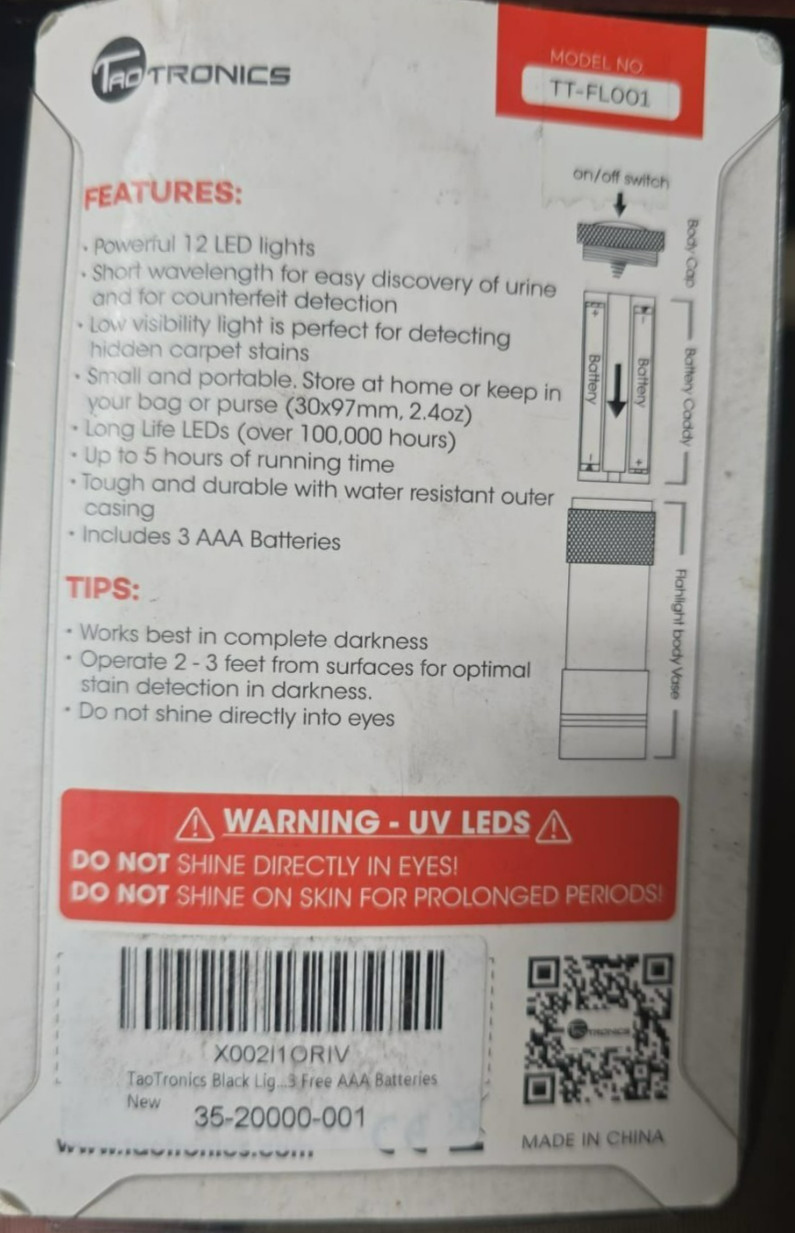 TAOTRONICS
MODEL NO
TT-FL001
FEATURES:
• Powerful 12 LED lights
• Short wavelength for easy discovery of urine
and for counterfeit detection
• Low visibility light is perfect for detecting
hidden carpet stains
• Small and portable. Store at home or keep in
your bag or purse (30x97mm, 2.4oz)
• Long Life LEDs (over 100,000 hours)
• Up to 5 hours of running time
• Tough and durable with water resistant outer
casing
• Includes 3 AAA Batteries
TIPS:
• Works best in complete darkness
• Operate 2 - 3 feet from surfaces for optimal
stain detection in darkness.
• Do not shine directly into eyes
on/off switch
Body Cap
+
-
Battery
Battery
-
+
Battery Caddy
Flahlight body Vase
WARNING - UV LEDS
DO NOT SHINE DIRECTLY IN EYES!
DO NOT SHINE ON SKIN FOR PROLONGED PERIODS!
X002I1ORIV
TaoTronics Black Lig...3 Free AAA Batteries
New
35-20000-001
CE
TAOTRONICS
MADE IN CHINA